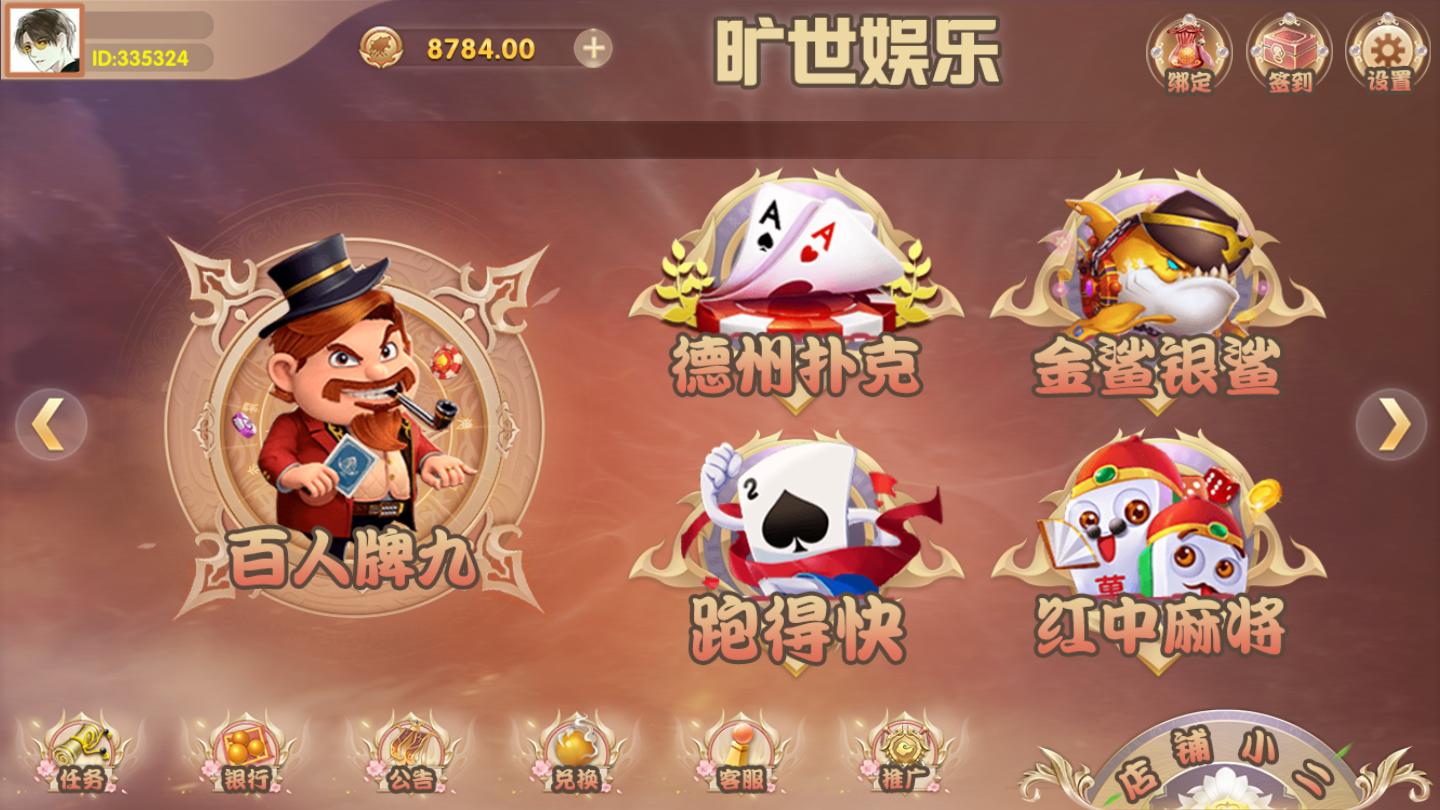 ID:335324
8784.00
旷世娱乐
绑定
签到
设置
A
A
德州扑克
金鲨银鲨
百人牌九
2
跑得快
萬
红中麻将
任务
银行
公告
兑换
客服
推广
店铺小二